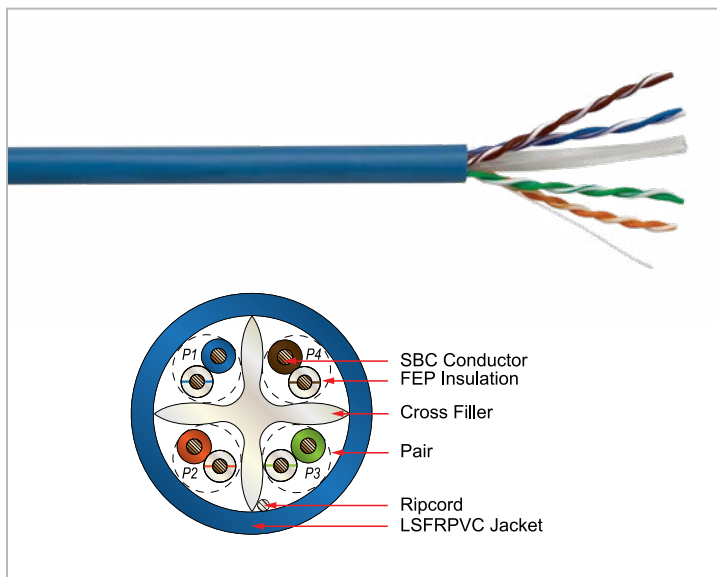 P1
P4
SBC Conductor
FEP Insulation
Cross Filler
Pair
P2
P3
Ripcord
LSFRPVC Jacket